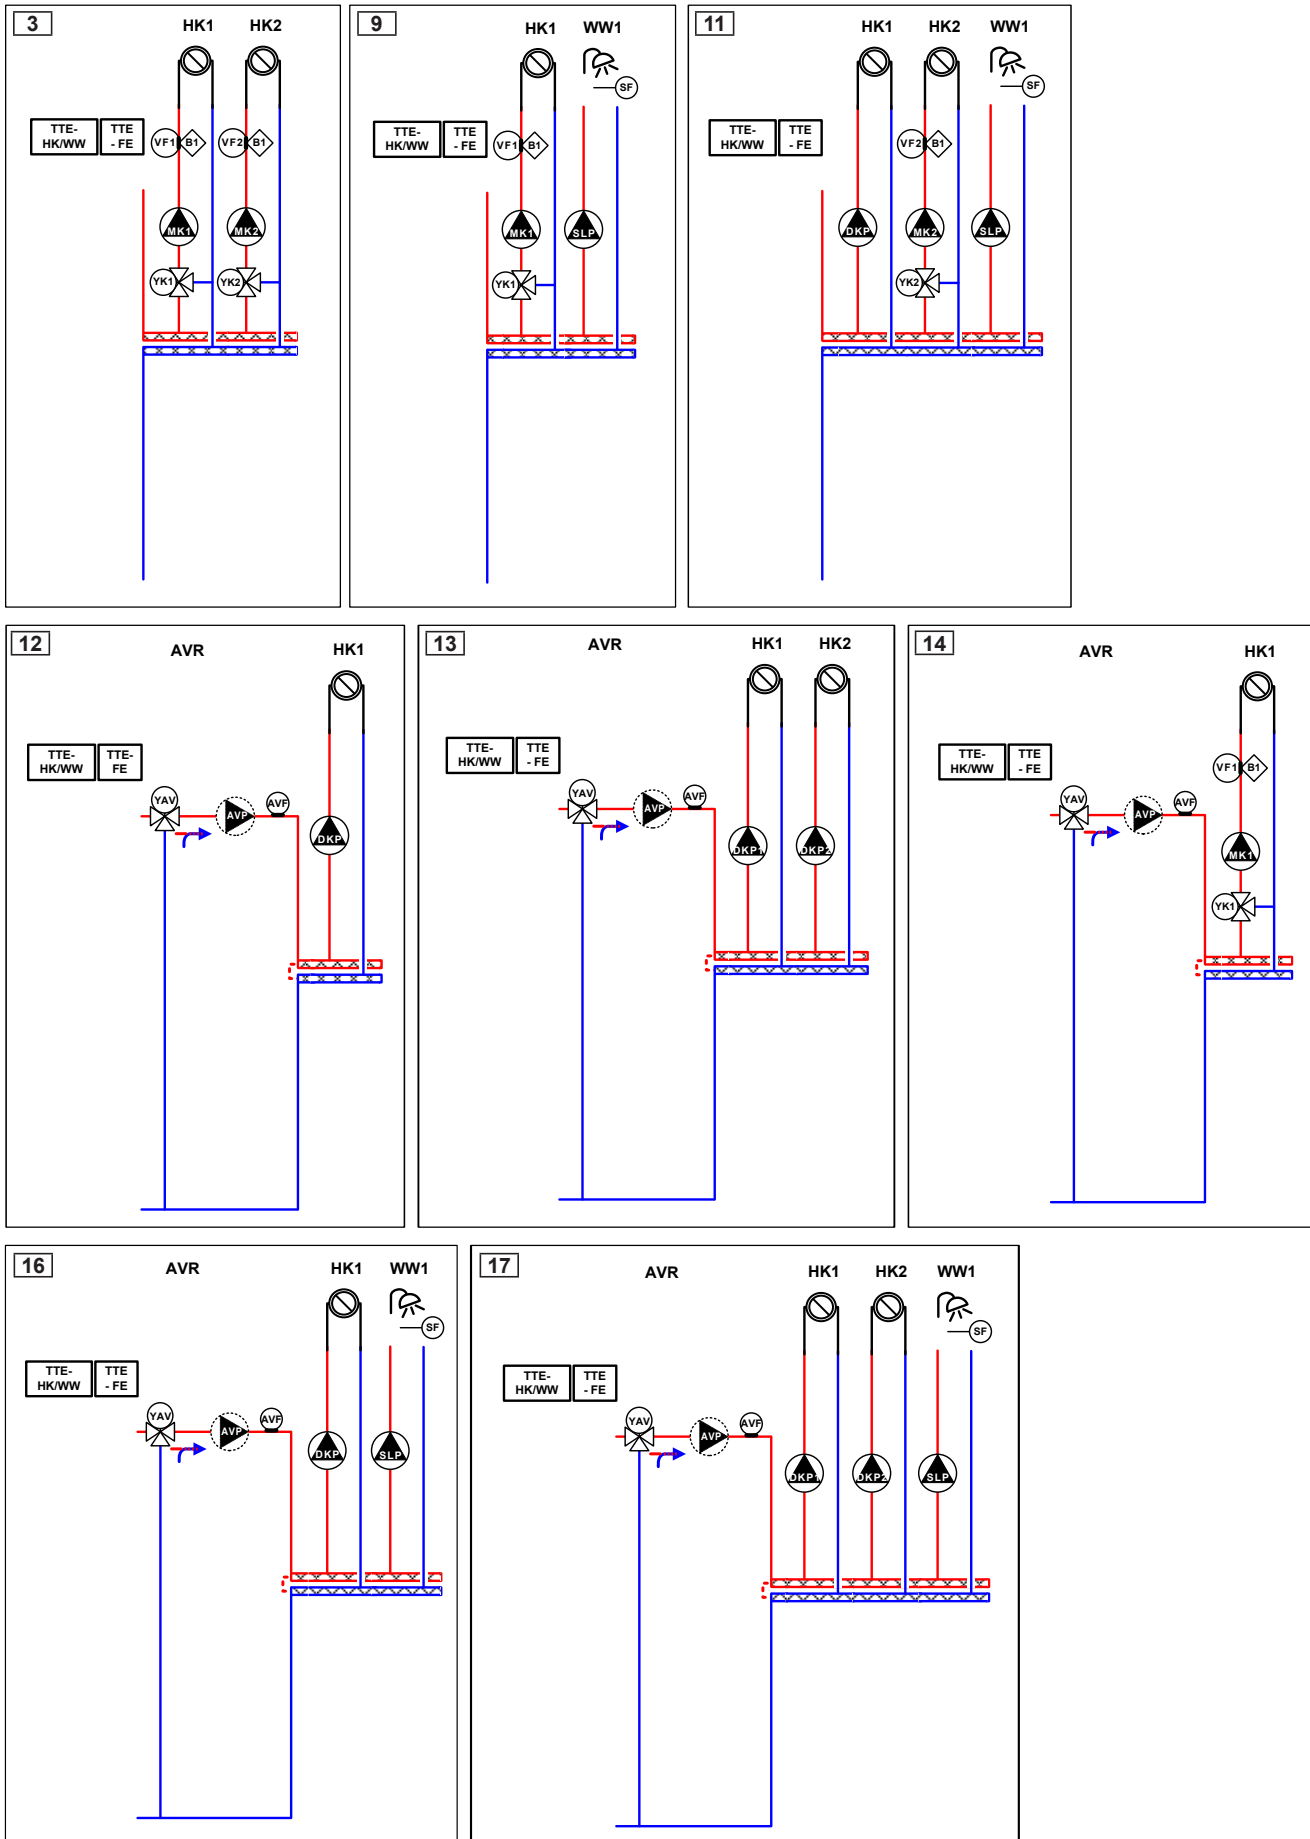 3
HK1 HK2
TTE-
HK/WW
TTE
- FE
VF1 B1 VF2 B1
MK1 MK2
YK1 YK2
9
HK1 WW1
SF
TTE-
HK/WW
TTE
- FE
VF1 B1
MK1 SLP
YK1
11
HK1 HK2 WW1
SF
TTE-
HK/WW
TTE
- FE
VF2 B1
DKP MK2 SLP
YK2
12
AVR HK1
TTE-
HK/WW
TTE-
FE
YAV AVP AVF
DKP
13
AVR HK1 HK2
TTE-
HK/WW
TTE
- FE
YAV AVP AVF
DKP1 DKP2
14
AVR HK1
TTE-
HK/WW
TTE
- FE
VF1 B1
YAV AVP AVF
MK1
YK1
16
AVR HK1 WW1
SF
TTE-
HK/WW
TTE
- FE
YAV AVP AVF
DKP SLP
17
AVR HK1 HK2 WW1
SF
TTE-
HK/WW
TTE
- FE
YAV AVP AVF
DKP1 DKP2 SLP